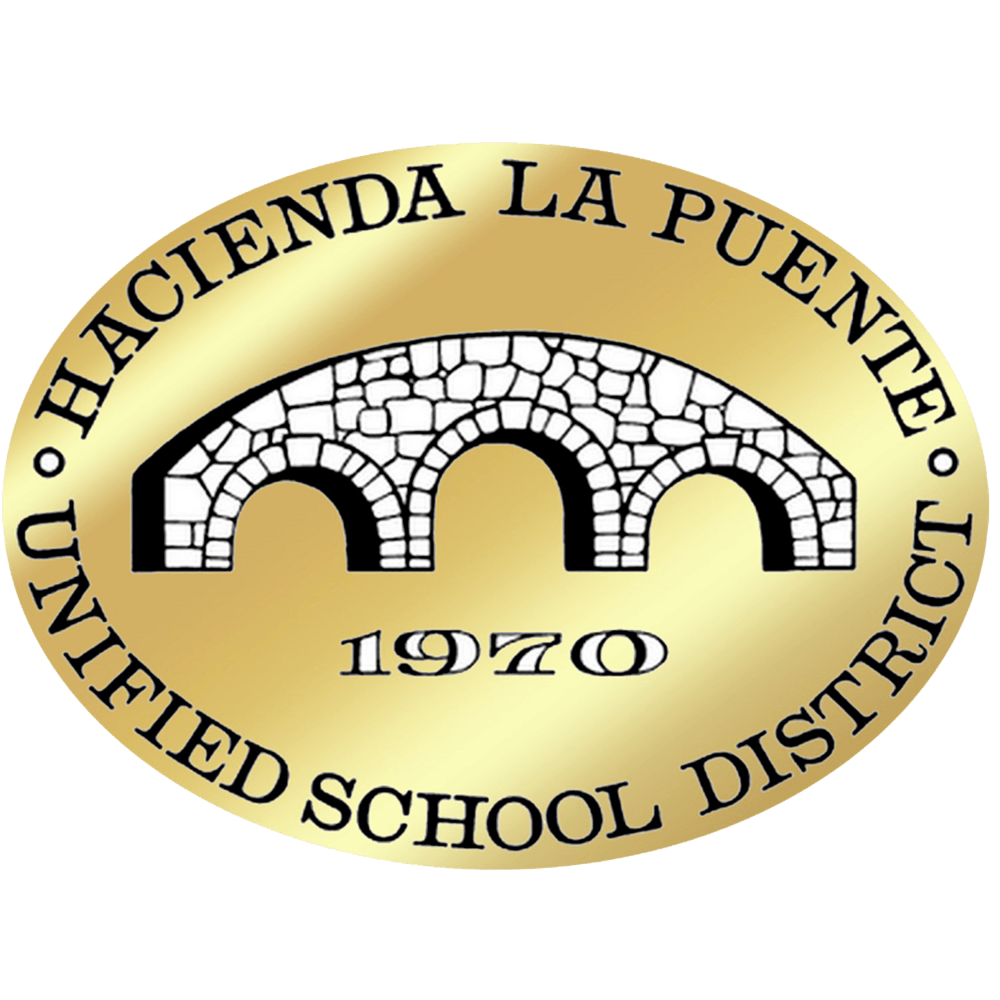 HACIENDA LA PUENTE
1970
UNIFIED SCHOOL DISTRICT